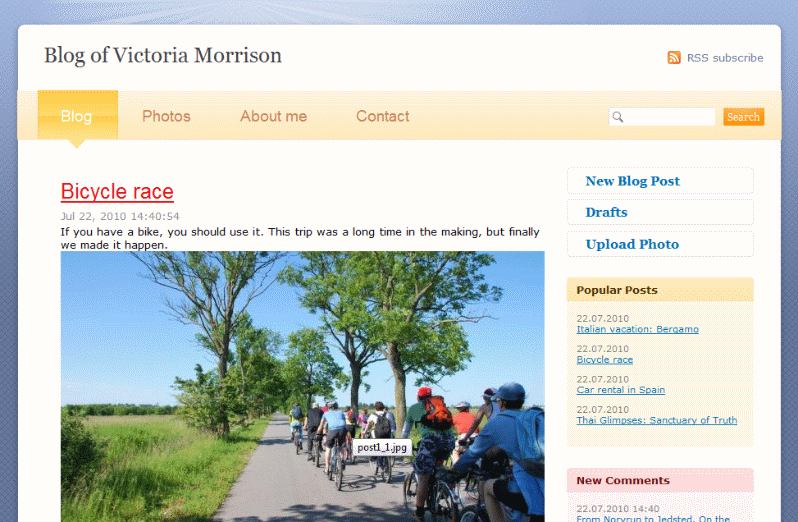 Blog of Victoria Morrison
RSS subscribe
Blog
Photos
About me
Contact
Search
Bicycle race
Jul 22, 2010 14:40:54
If you have a bike, you should use it. This trip was a long time in the making, but finally
we made it happen.
post1_1.jpg
New Blog Post
Drafts
Upload Photo
Popular Posts
22.07.2010
Italian vacation: Bergamo
22.07.2010
Bicycle race
22.07.2010
Car rental in Spain
22.07.2010
Thai Glimpses: Sanctuary of Truth
New Comments
22.07.2010 14:40
From Norvrup to Jedsted. On the